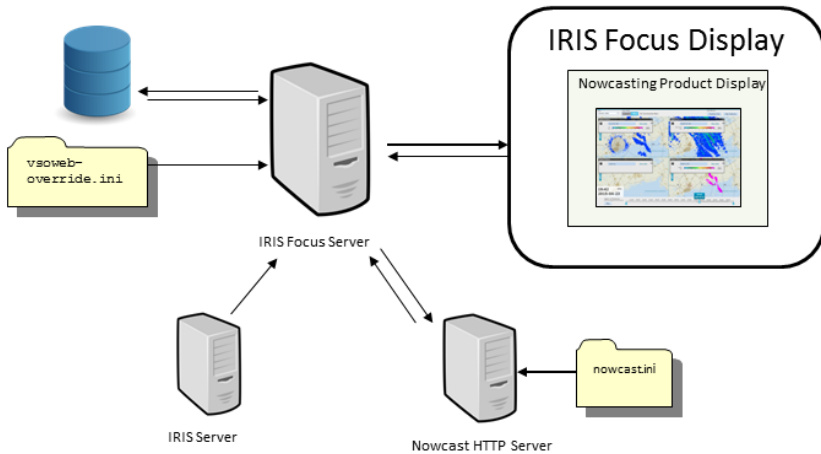 IRIS Focus Display
Nowcasting Product Display
vsoweb-
override.ini
IRIS Focus Server
IRIS Server
Nowcast HTTP Server
nowcast.ini